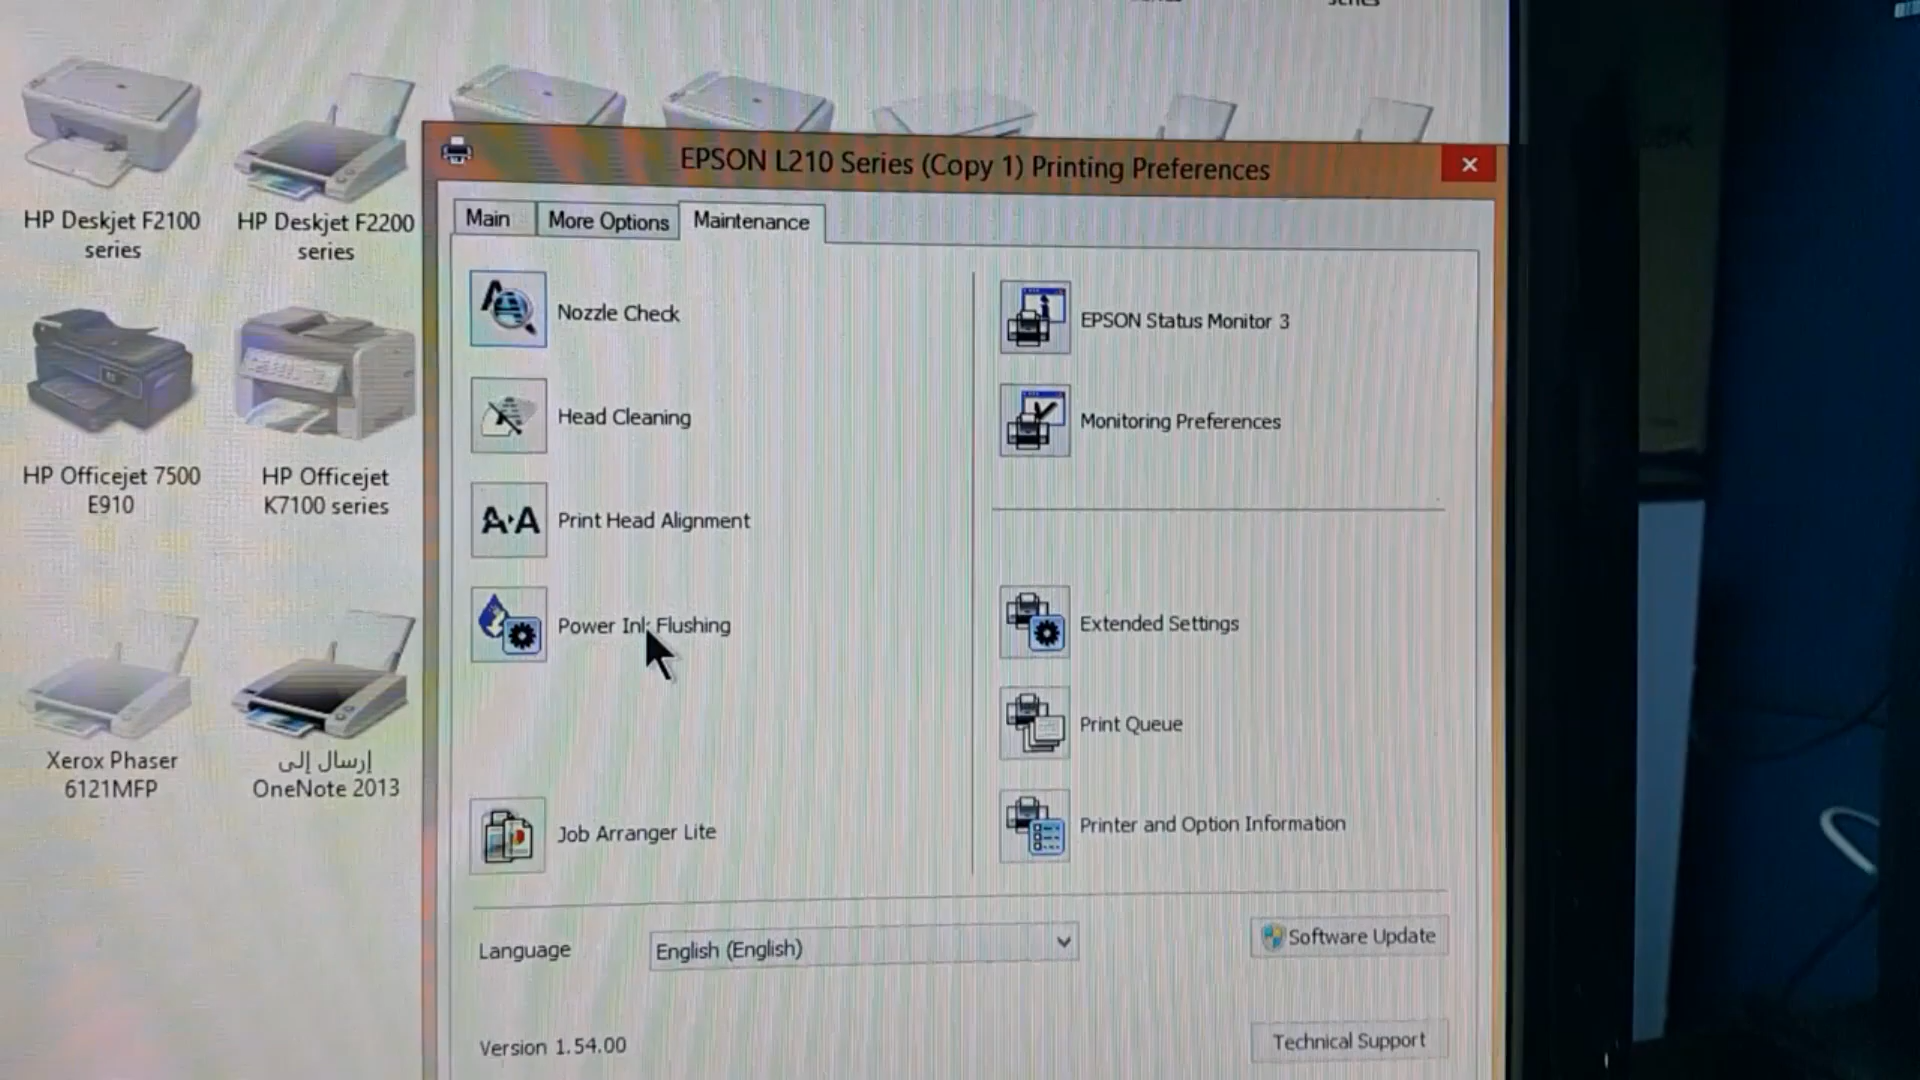 series
HP Deskjet F2100
series
HP Deskjet F2200
series
HP Officejet 7500
E910
HP Officejet
K7100 series
Xerox Phaser
6121MFP
إرسال إلى
OneNote 2013
EPSON L210 Series (Copy 1) Printing Preferences
Main
More Options
Maintenance
Nozzle Check
Head Cleaning
Print Head Alignment
Power Ink Flushing
Job Arranger Lite
EPSON Status Monitor 3
Monitoring Preferences
Extended Settings
Print Queue
Printer and Option Information
Language
English (English)
Software Update
Version 1.54.00
Technical Support